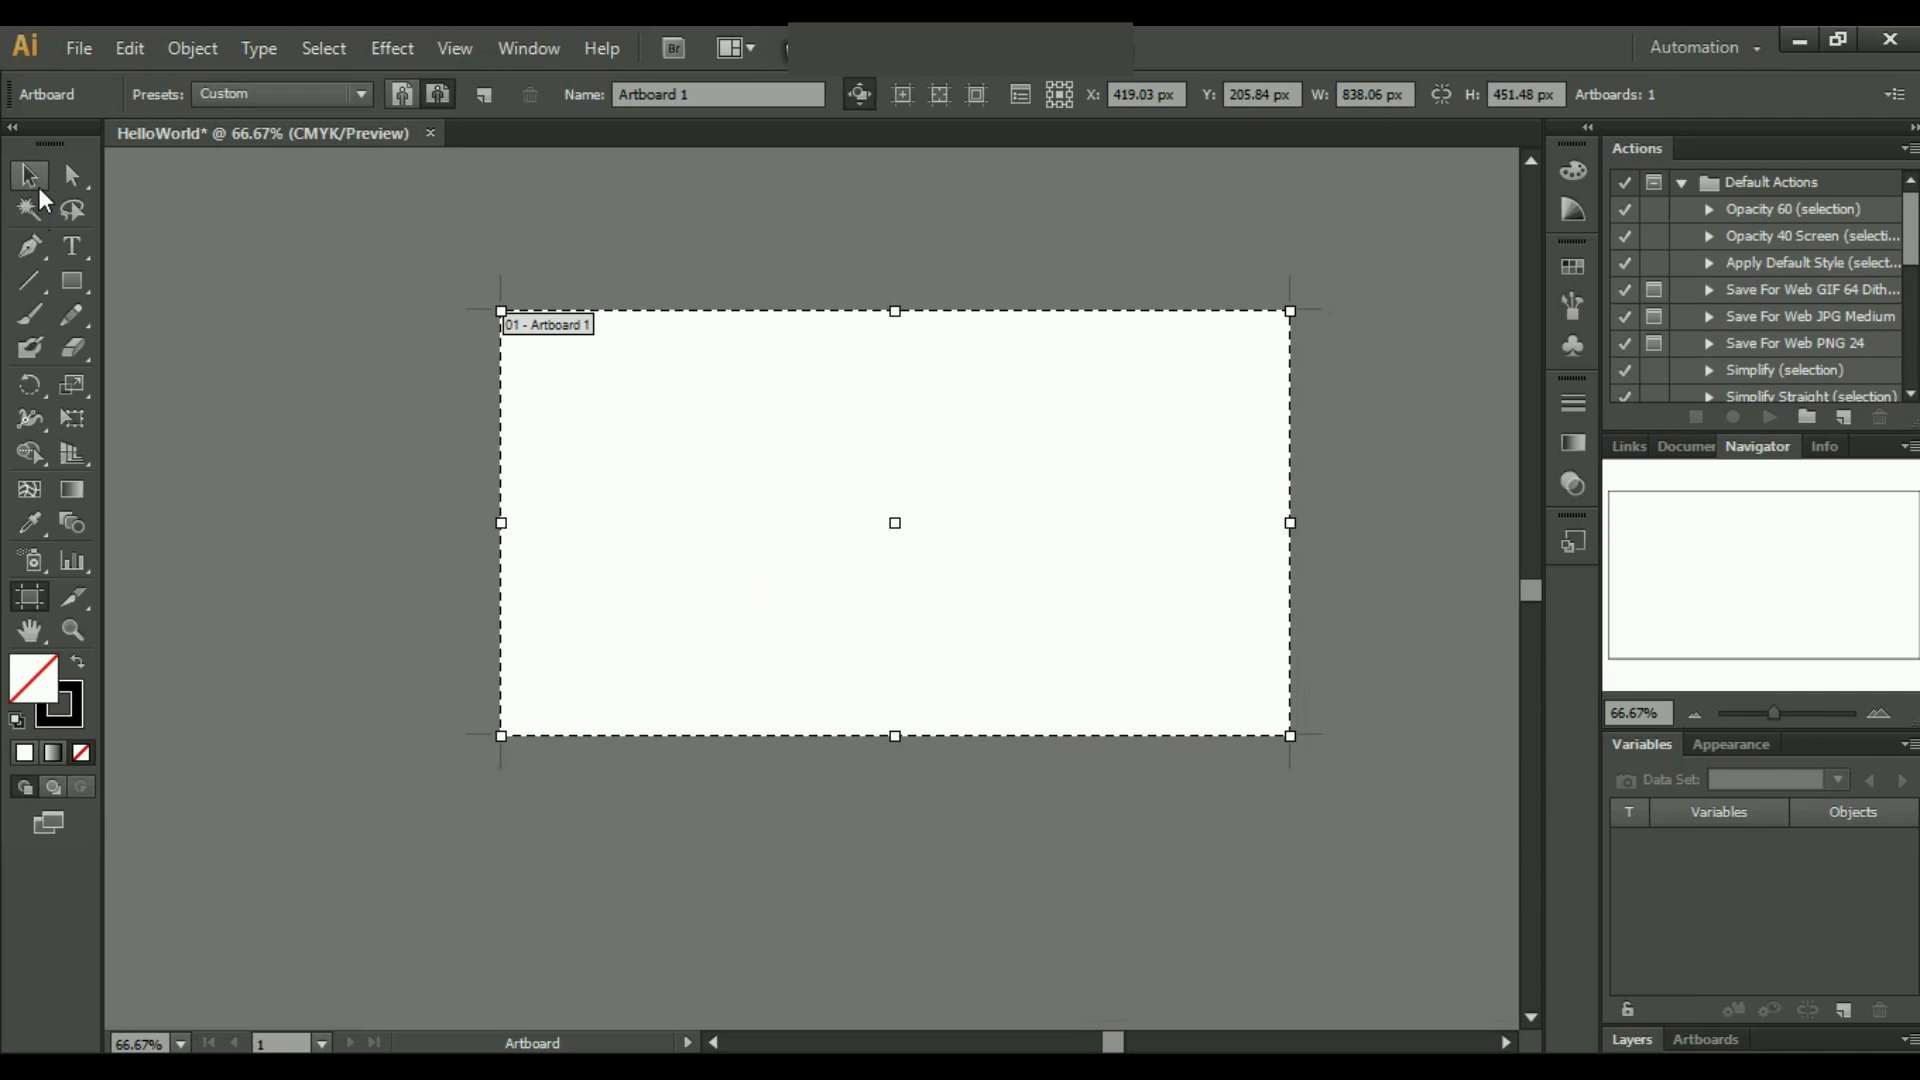 Ai File Edit Object Type Select Effect View Window Help Br Automation
Artboard Presets: Custom Name: Artboard 1 X: 419.03 px Y: 205.84 px W: 838.06 px H: 451.48 px Artboards: 1
HelloWorld* @ 66.67% (CMYK/Preview)
T
01 - Artboard 1
66.67% 1 Artboard
Actions
Default Actions
Opacity 60 (selection)
Opacity 40 Screen (selecti...
Apply Default Style (select...
Save For Web GIF 64 Dith...
Save For Web JPG Medium
Save For Web PNG 24
Simplify (selection)
Simplify Straight (selection)
Links Documen Navigator Info
66.67%
Variables Appearance
Data Set:
T Variables Objects
Layers Artboards